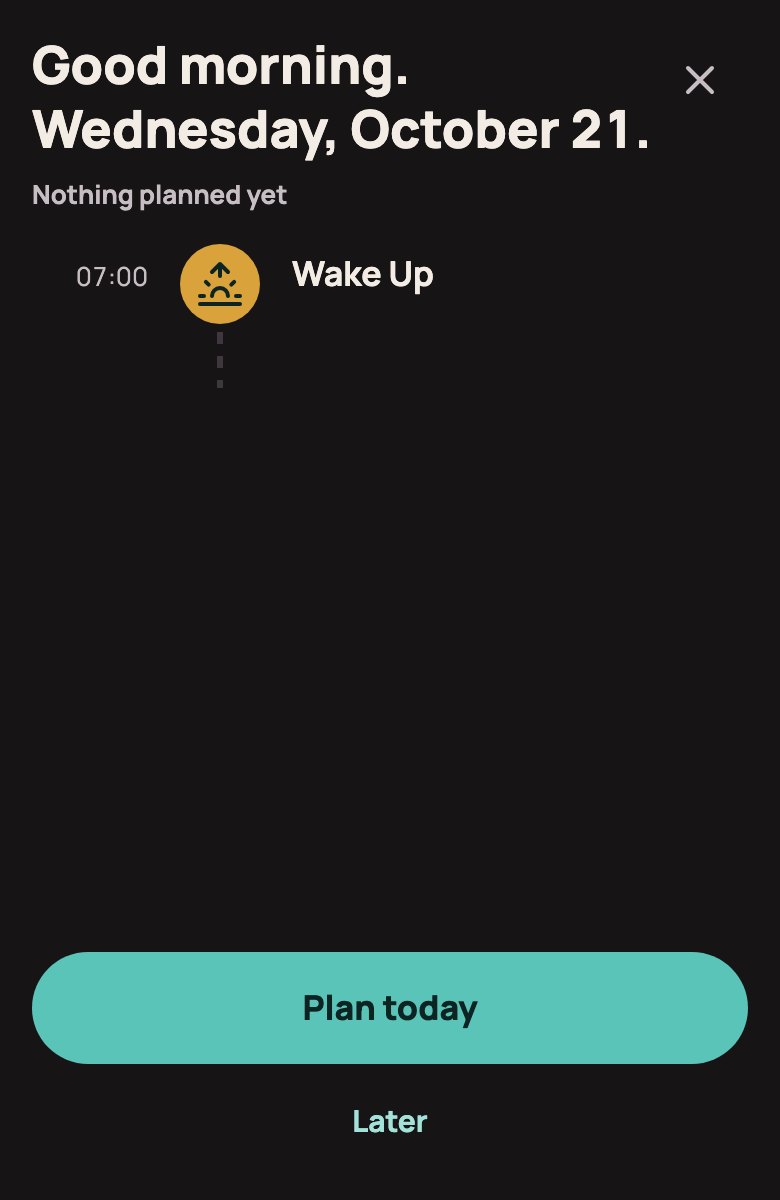 Good morning.
Wednesday, October 21.
Nothing planned yet
07:00 Wake Up
Plan today
Later